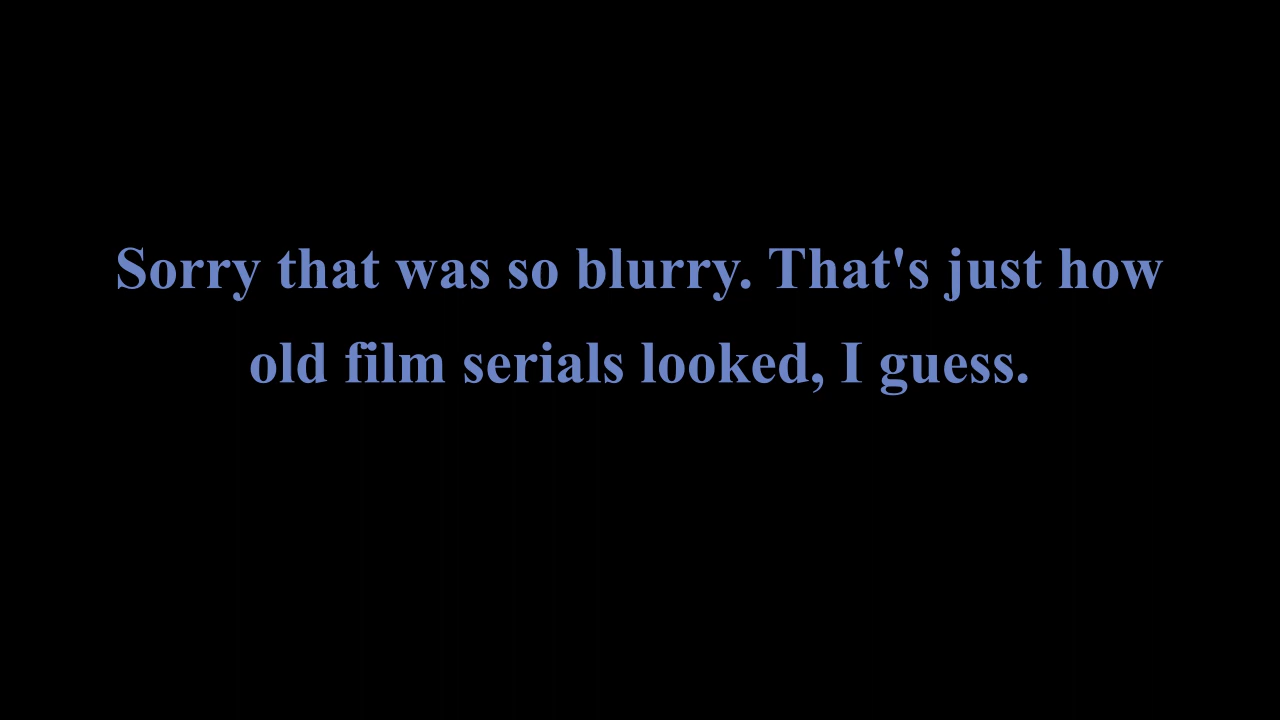 Sorry that was so blurry. That's just how
old film serials looked, I guess.